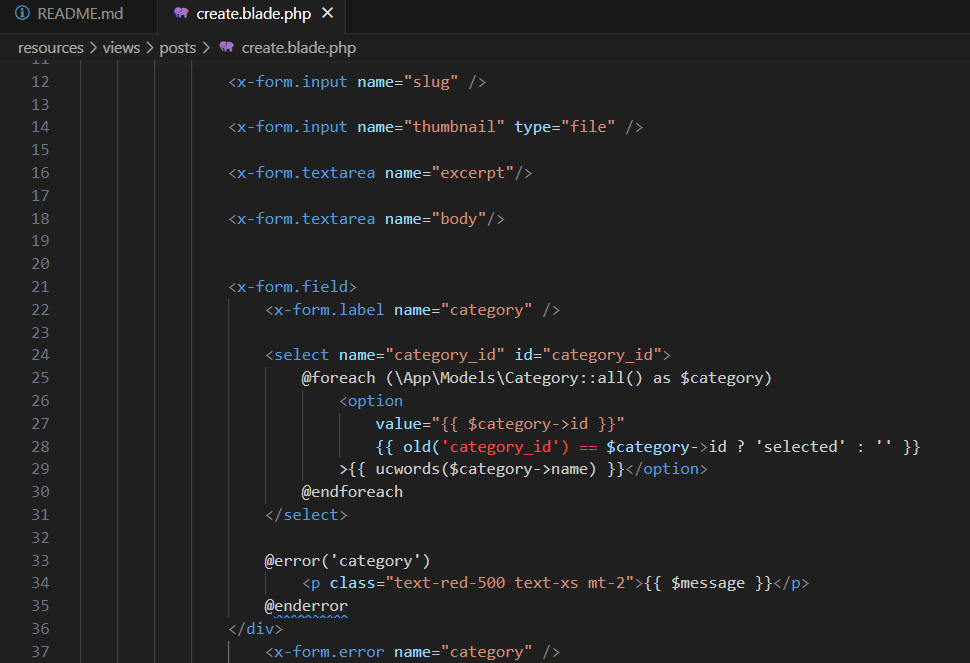 README.md create.blade.php ×
resources > views > posts > create.blade.php
11
12 <x-form.input name="slug" />
13
14 <x-form.input name="thumbnail" type="file" />
15
16 <x-form.textarea name="excerpt"/>
17
18 <x-form.textarea name="body"/>
19
20
21 <x-form.field>
22 <x-form.label name="category" />
23
24 <select name="category_id" id="category_id">
25 @foreach (\App\Models\Category::all() as $category)
26 <option
27 value="{{ $category->id }}"
28 {{ old('category_id') == $category->id ? 'selected' : '' }}
29 >{{ ucwords($category->name) }}</option>
30 @endforeach
31 </select>
32
33 @error('category')
34 <p class="text-red-500 text-xs mt-2">{{ $message }}</p>
35 @enderror
36 </div>
37 <x-form.error name="category" />